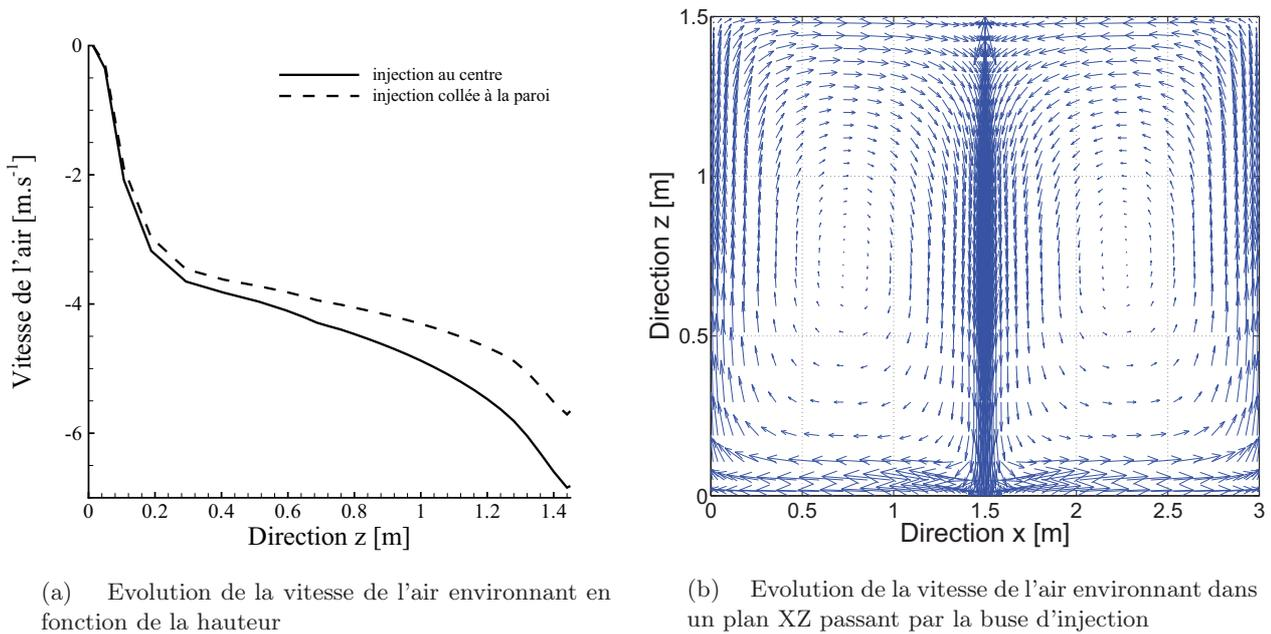 0
-2
-4
-6
Vitesse de l'air [m.s-1]
injection au centre
injection collée à la paroi
0 0.2 0.4 0.6 0.8 1 1.2 1.4
Direction z [m]
(a) Evolution de la vitesse de l'air environnant en
fonction de la hauteur
1.5
1
0.5
0
Direction z [m]
0 0.5 1 1.5 2 2.5 3
Direction x [m]
(b) Evolution de la vitesse de l'air environnant dans
un plan XZ passant par la buse d'injection